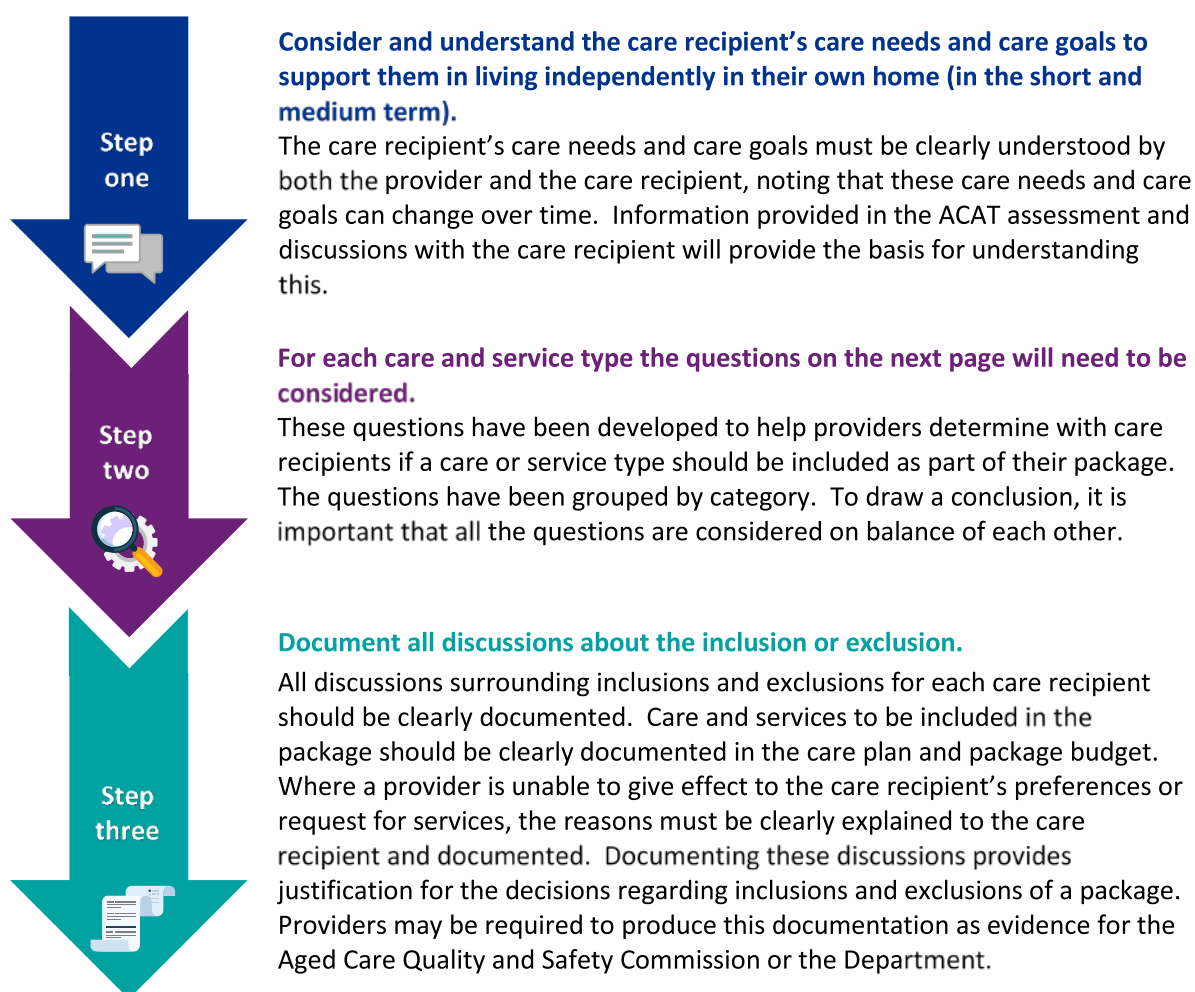 Step
one
Consider and understand the care recipient’s care needs and care goals to
support them in living independently in their own home (in the short and
medium term).
The care recipient’s care needs and care goals must be clearly understood by
both the provider and the care recipient, noting that these care needs and care
goals can change over time.  Information provided in the ACAT assessment and
discussions with the care recipient will provide the basis for understanding
this.
Step
two
For each care and service type the questions on the next page will need to be
considered.
These questions have been developed to help providers determine with care
recipients if a care or service type should be included as part of their package.
The questions have been grouped by category.  To draw a conclusion, it is
important that all the questions are considered on balance of each other.
Step
three
Document all discussions about the inclusion or exclusion.
All discussions surrounding inclusions and exclusions for each care recipient
should be clearly documented.  Care and services to be included in the
package should be clearly documented in the care plan and package budget.
Where a provider is unable to give effect to the care recipient’s preferences or
request for services, the reasons must be clearly explained to the care
recipient and documented.  Documenting these discussions provides
justification for the decisions regarding inclusions and exclusions of a package.
Providers may be required to produce this documentation as evidence for the
Aged Care Quality and Safety Commission or the Department.